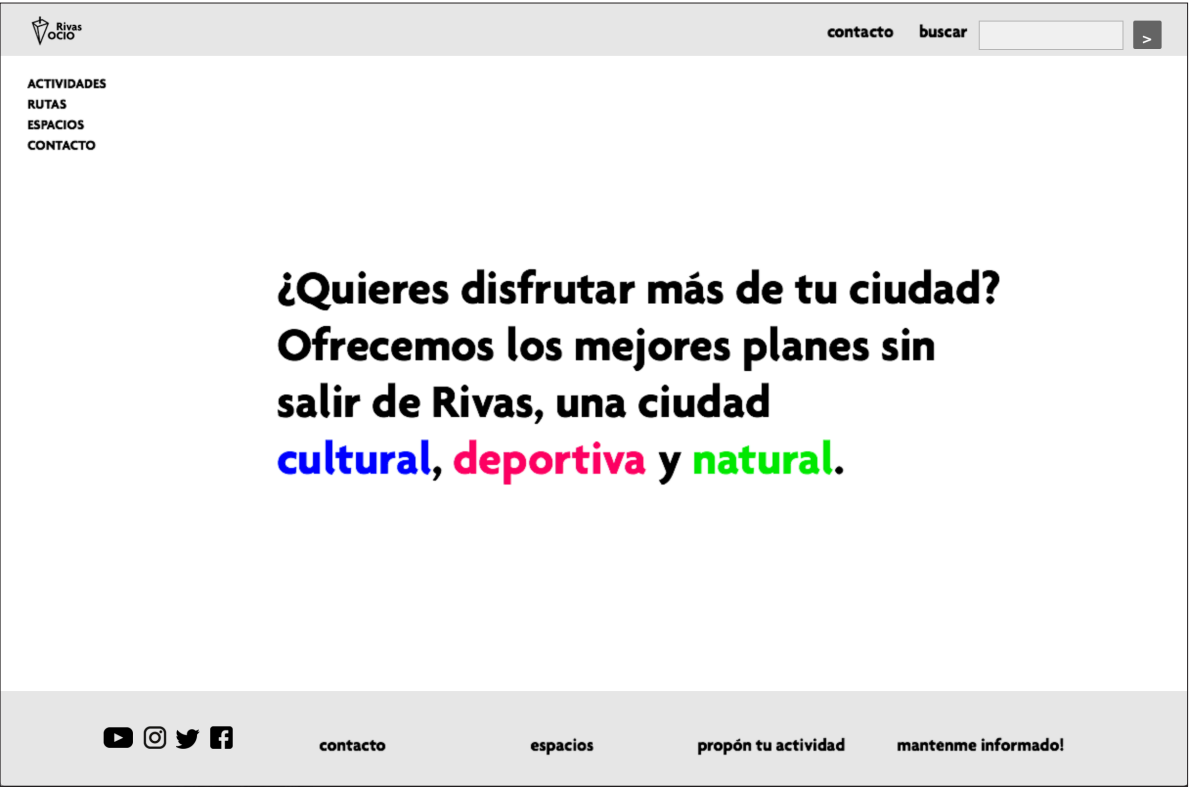 Rivas
OCIO
contacto
buscar
>
ACTIVIDADES
RUTAS
ESPACIOS
CONTACTO
¿Quieres disfrutar más de tu ciudad?
Ofrecemos los mejores planes sin
salir de Rivas, una ciudad
cultural, deportiva y natural.
contacto
espacios
propón tu actividad
mantenme informado!